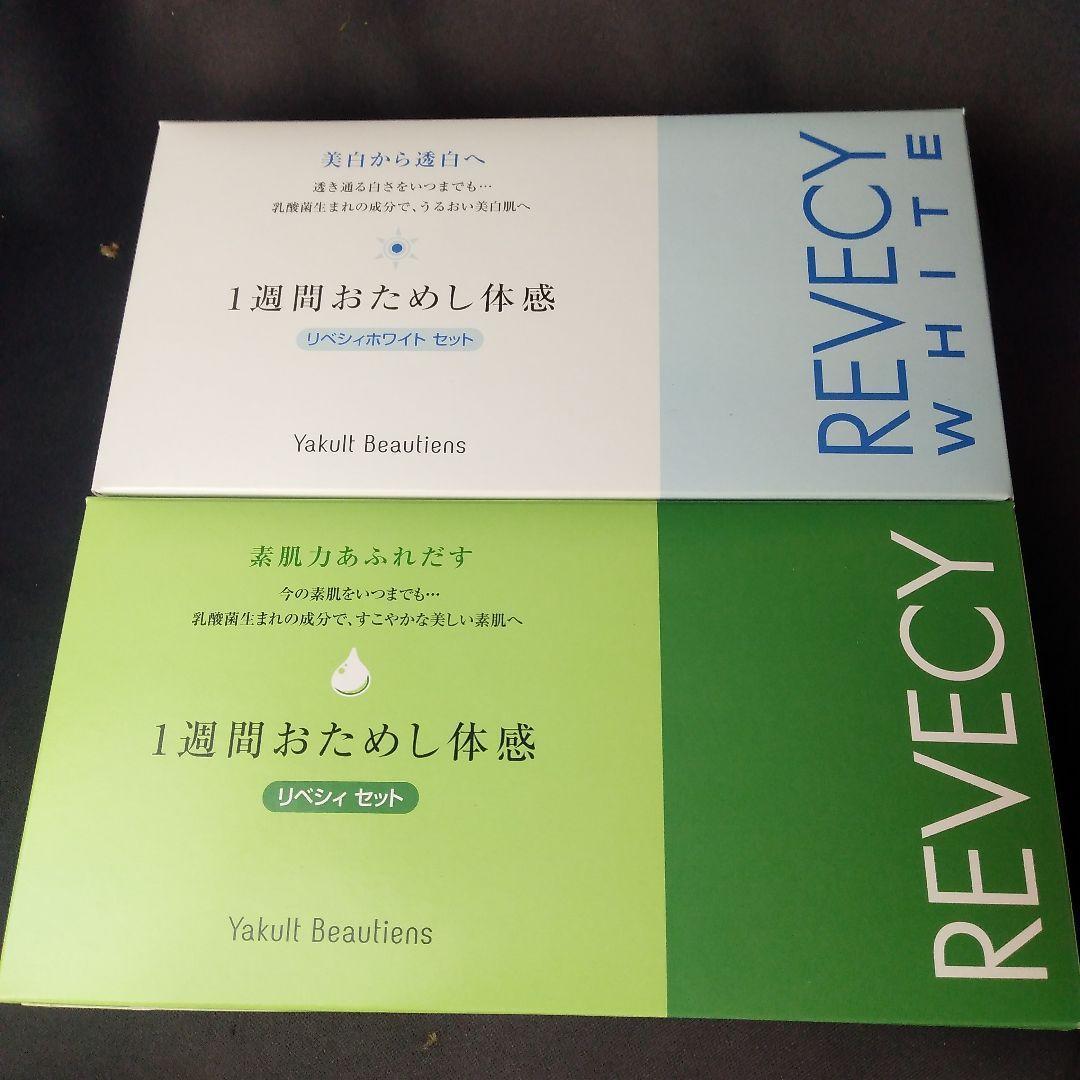 美白から透白へ
透き通る白さをいつまでも…
乳酸菌生まれの成分で、うるおい美白肌へ
1週間おためし体感
リベシィホワイト セット
Yakult Beautiens
REVECY
WHITE
素肌力あふれだす
今の素肌をいつまでも…
乳酸菌生まれの成分で、すこやかな美しい素肌へ
1週間おためし体感
リベシィ セット
Yakult Beautiens
REVECY